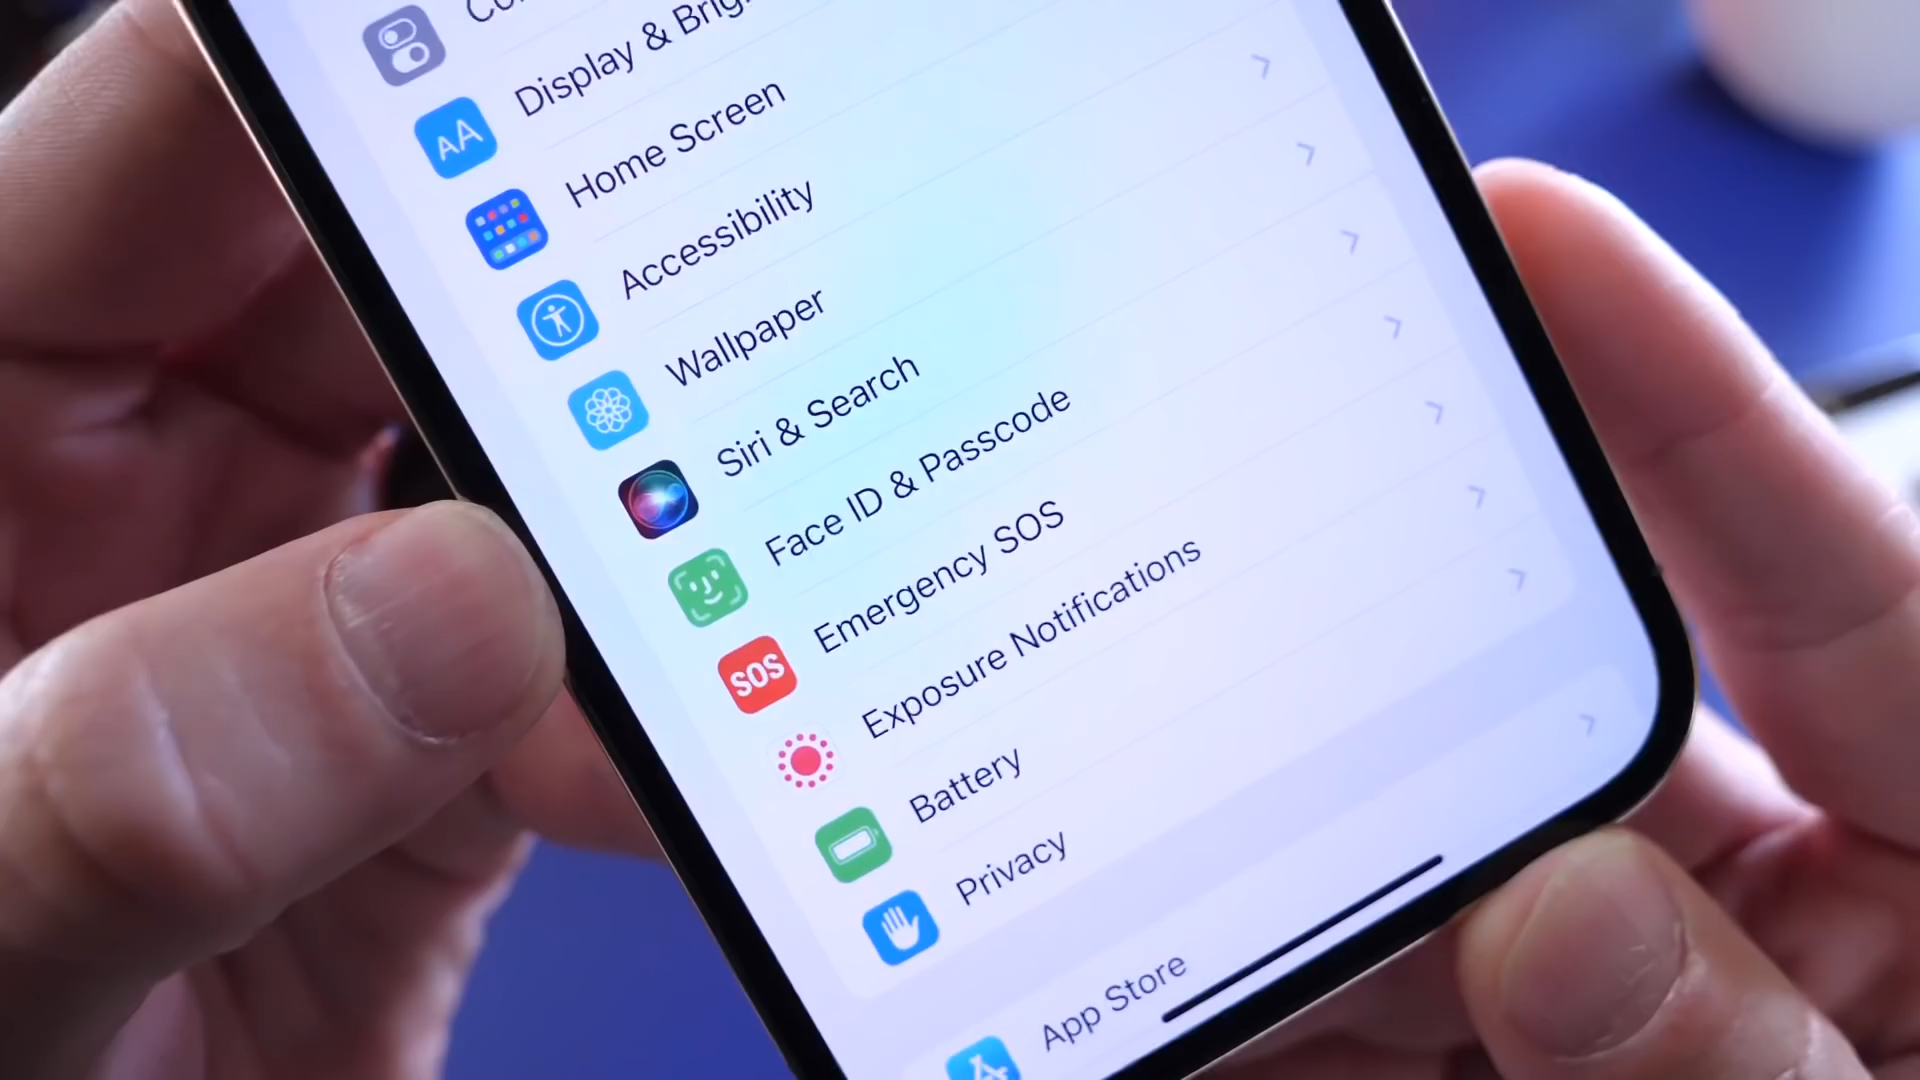 Display &
AA
Home Screen
Accessibility
Wallpaper
Siri & Search
Face ID & Passcode
Emergency SOS
SOS
Exposure Notifications
Battery
Privacy
App Store